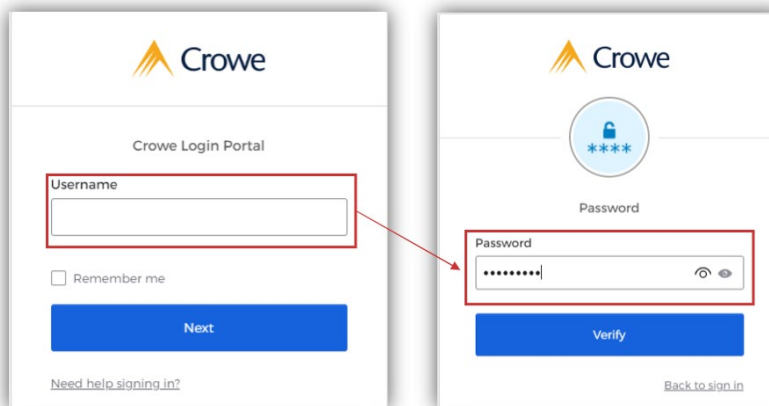 Crowe
Crowe Login Portal
Username
Remember me
Next
Need help signing in?
Crowe
****
Password
Password
•••••••••
Verify
Back to sign in